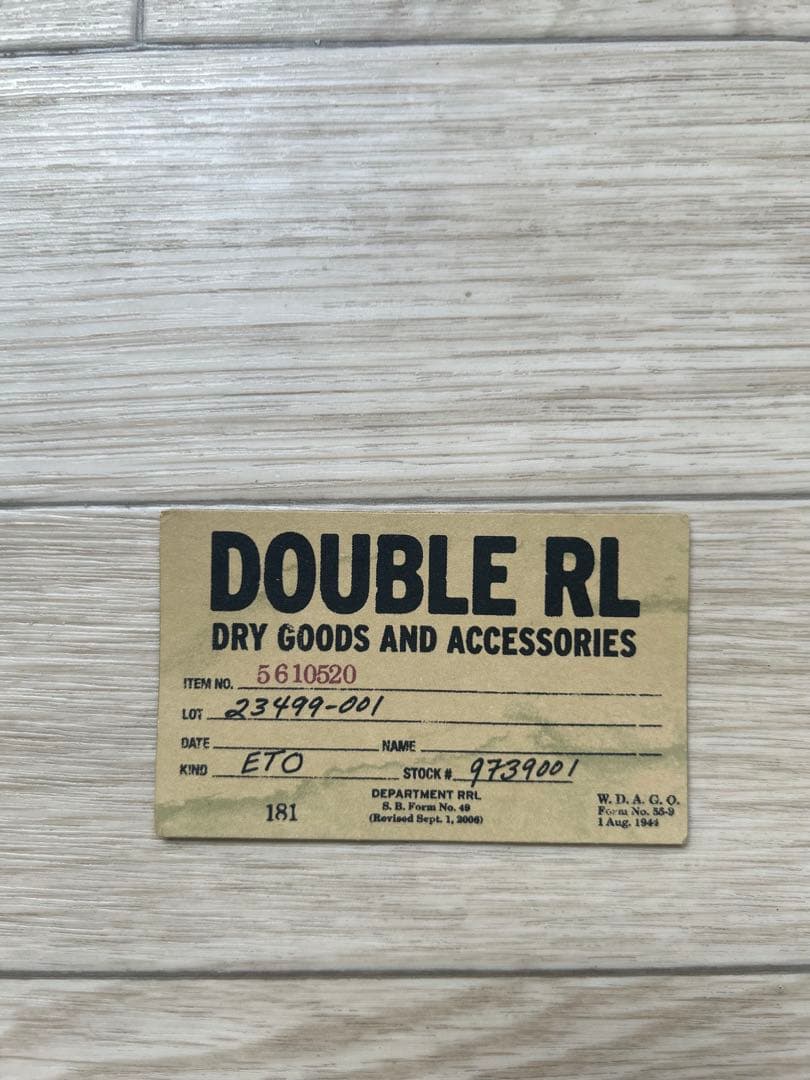 DOUBLE RL
DRY GOODS AND ACCESSORIES
ITEM NO. 5610520
LOT 23499-001
DATE NAME
KIND ETO STOCK # 9739001
181
DEPARTMENT RRL
S. B. Form No. 49
(Revised Sept. 1, 2006)
W. D. A. G. O.
Form No. 55-9
1 Aug. 1944